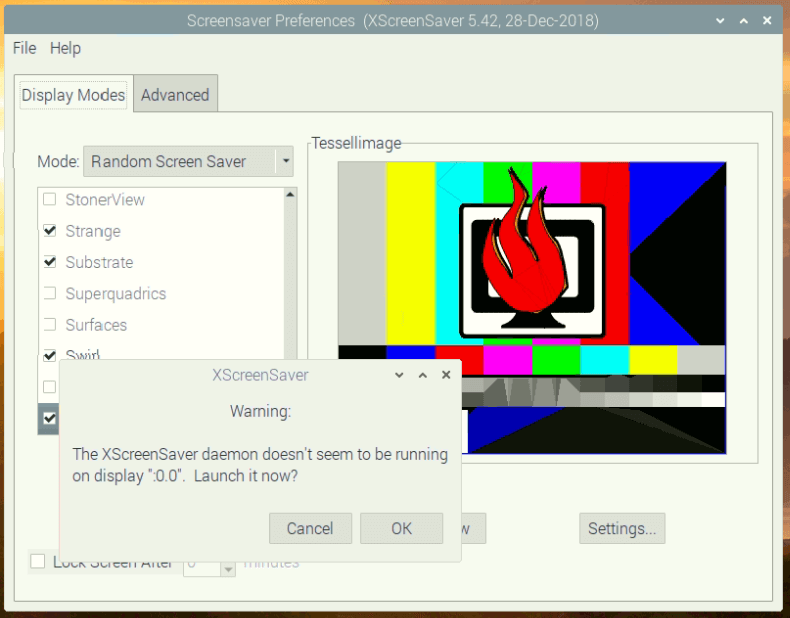 Screensaver Preferences (XScreenSaver 5.42, 28-Dec-2018)
File Help
Display Modes Advanced
Mode: Random Screen Saver
Tessellimage
StonerView
Strange
Substrate
Superquadrics
Surfaces
Swirl
XScreenSaver
Warning:
The XScreenSaver daemon doesn't seem to be running
on display ":0.0". Launch it now?
Cancel OK
Settings...
Lock Screen After minutes